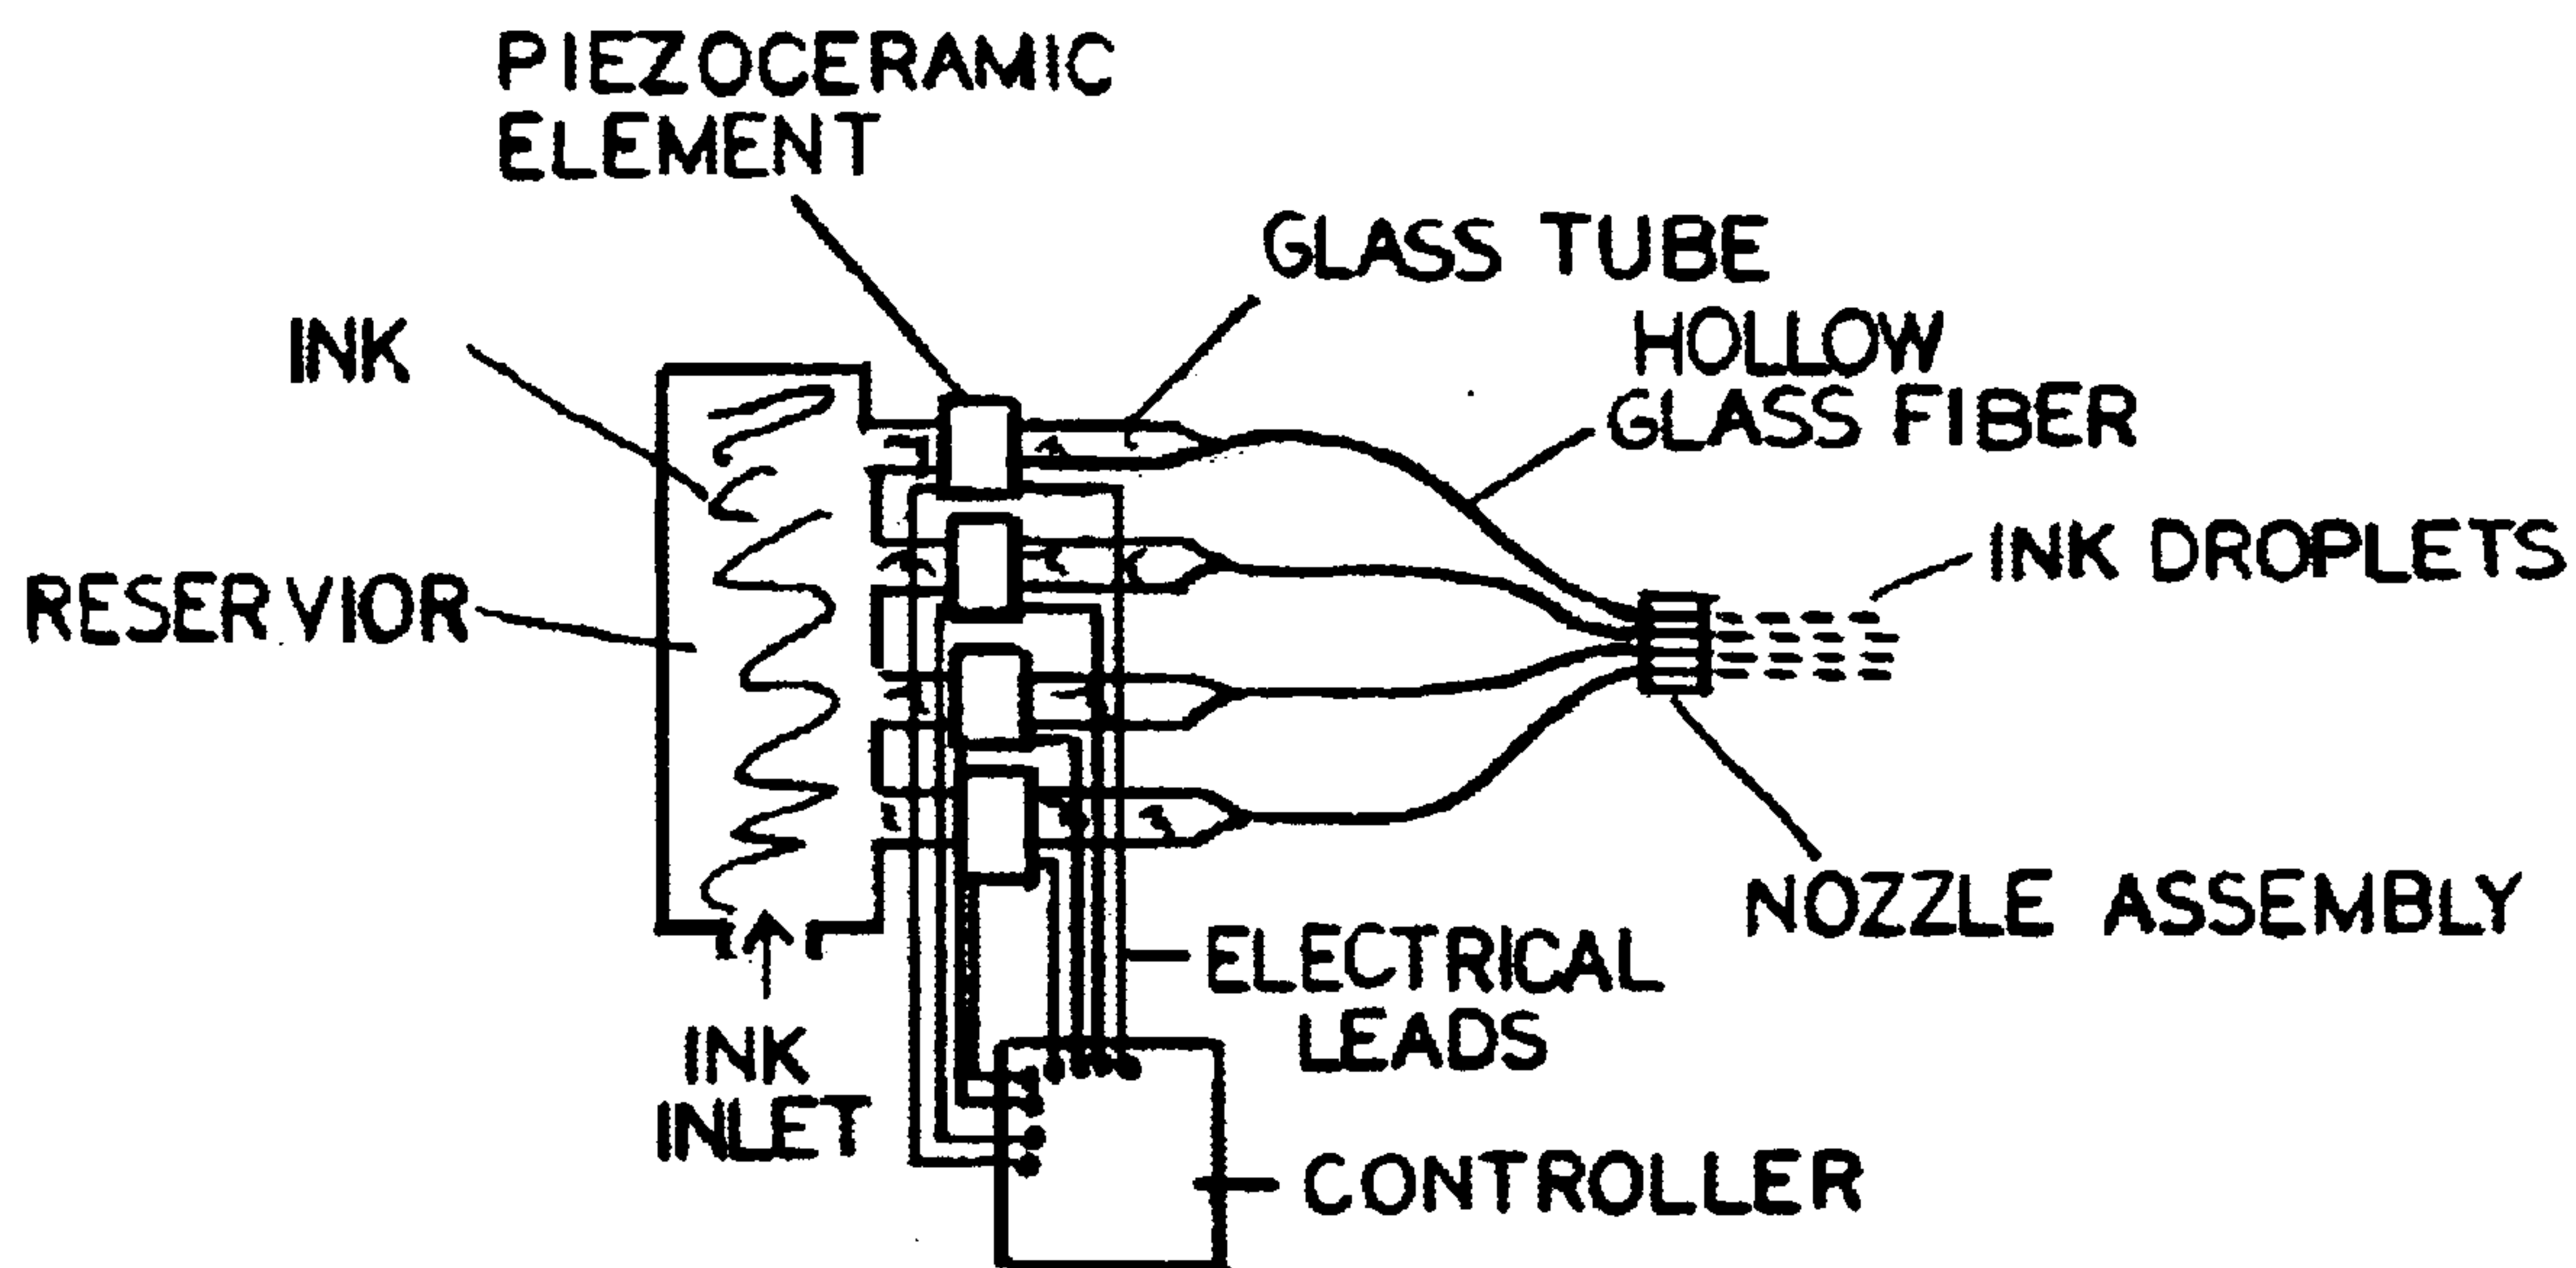 PIEZOCERAMIC
ELEMENT
GLASS TUBE
HOLLOW
GLASS FIBER
INK
INK DROPLETS
RESERVIOR
NOZZLE ASSEMBLY
ELECTRICAL
LEADS
INK
INLET
CONTROLLER